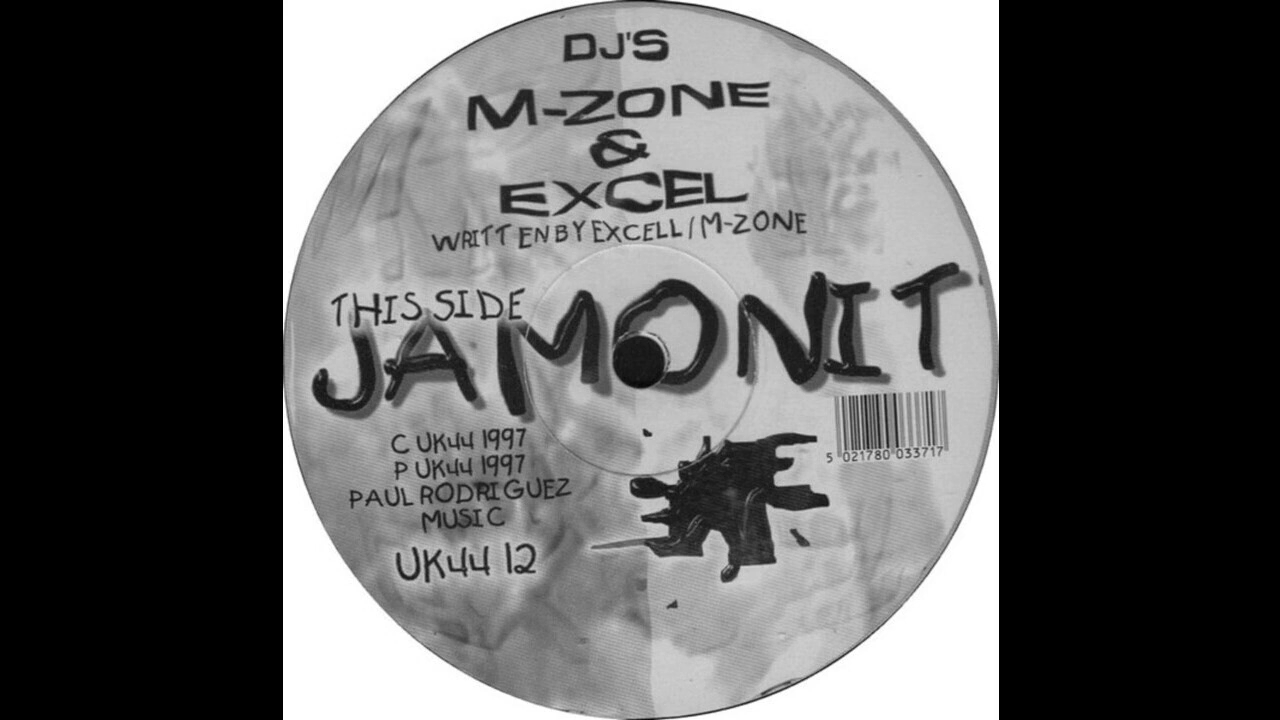 DJ'S
M-ZONE
&
EXCEL
WRITTEN BY EXCELL/M-ZONE
THIS SIDE
JAMONIT
C UK44 1997
P UK44 1997
PAUL RODRIGUEZ
MUSIC
UK44 12
5 021780 033717